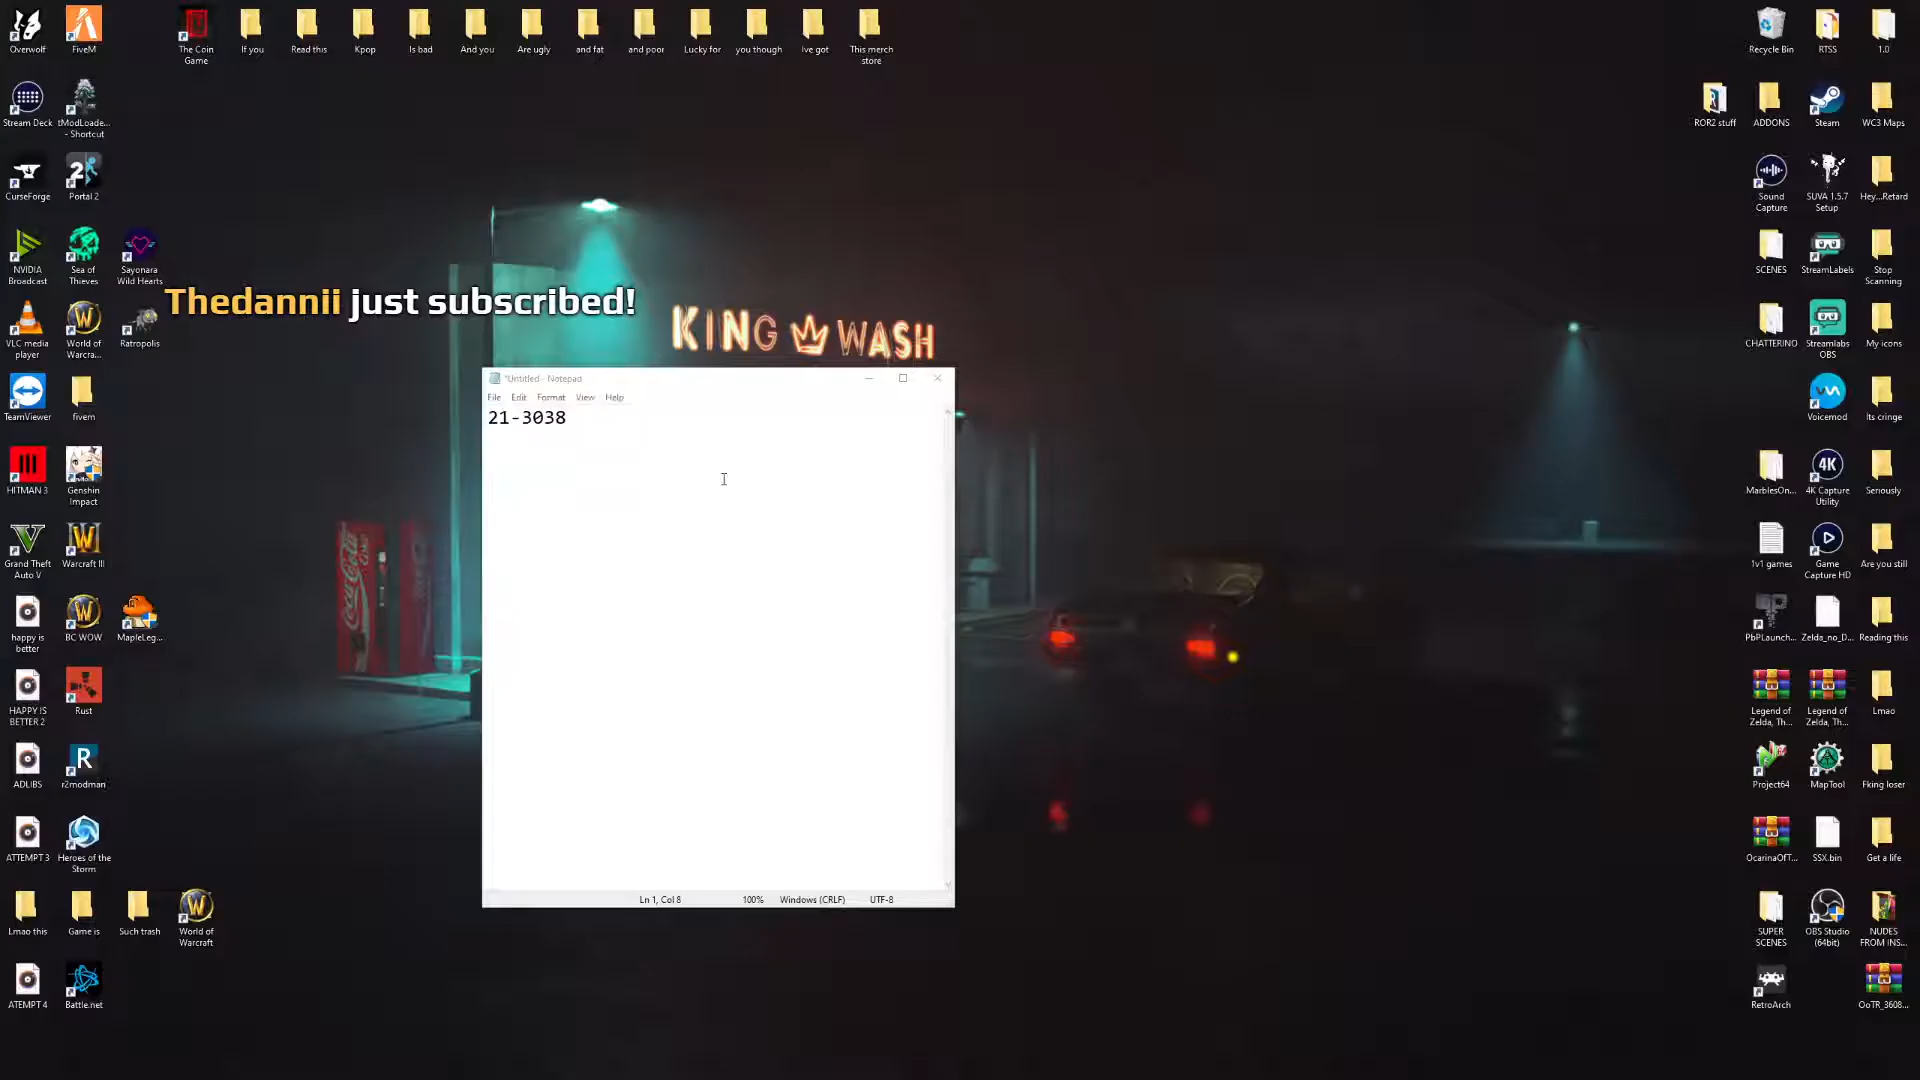 Overwolf
FiveM
The Coin
Game
If you
Read this
Kpop
Is bad
And you
Are ugly
and fat
and poor
Lucky for
you though
Ive got
This merch
store
Recycle Bin
RTSS
1.0
Stream Deck
tModLoade...
- Shortcut
ROR2 stuff
ADDONS
Steam
WC3 Maps
CurseForge
Portal 2
Sound
Capture
SUVA 1.5.7
Setup
Hey...Retard
NVIDIA
Broadcast
Sea of
Thieves
Sayonara
Wild Hearts
SCENES
StreamLabels
Stop
Scanning
Thedannii just subscribed!
KING WASH
VLC media
player
World of
Warcra...
Ratropolis
CHATTERINO
Streamlabs
OBS
My icons
*Untitled - Notepad
File Edit Format View Help
21-3038
TeamViewer
fivem
Voicemod
Its cringe
HITMAN 3
Genshin
Impact
MarblesOn...
4K Capture
Utility
Seriously
Coca-Cola
Grand Theft
Auto V
Warcraft III
1v1 games
Game
Capture HD
Are you still
happy is
better
BC WOW
MapleLeg...
PbPLaunch...
Zelda_no_D...
Reading this
HAPPY IS
BETTER 2
Rust
Legend of
Zelda, Th...
Legend of
Zelda, Th...
Lmao
ADLIBS
r2modman
Project64
MapTool
Fking loser
ATTEMPT 3
Heroes of the
Storm
OcarinaOfT...
SSX.bin
Get a life
Ln 1, Col 8
100%
Windows (CRLF)
UTF-8
Lmao this
Game is
Such trash
World of
Warcraft
SUPER
SCENES
OBS Studio
(64bit)
NUDES
FROM INS...
ATEMPT 4
Battle.net
RetroArch
OoTR_3608...